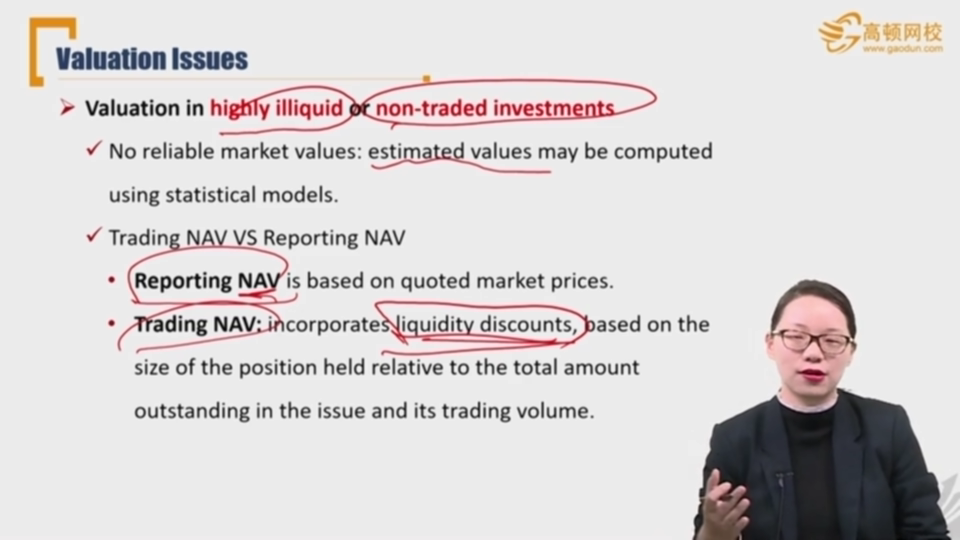 Valuation Issues
高顿网校
www.gaodun.com
Valuation in highly illiquid or non-traded investments
No reliable market values: estimated values may be computed
using statistical models.
Trading NAV VS Reporting NAV
Reporting NAV is based on quoted market prices.
Trading NAV: incorporates liquidity discounts, based on the
size of the position held relative to the total amount
outstanding in the issue and its trading volume.